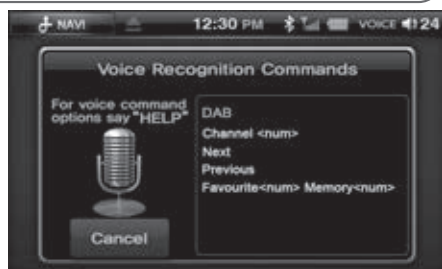 NAVI 12:30 PM VOICE 24
Voice Recognition Commands
For voice command
options say "HELP"
Cancel
DAB
Channel <num>
Next
Previous
Favourite<num> Memory<num>